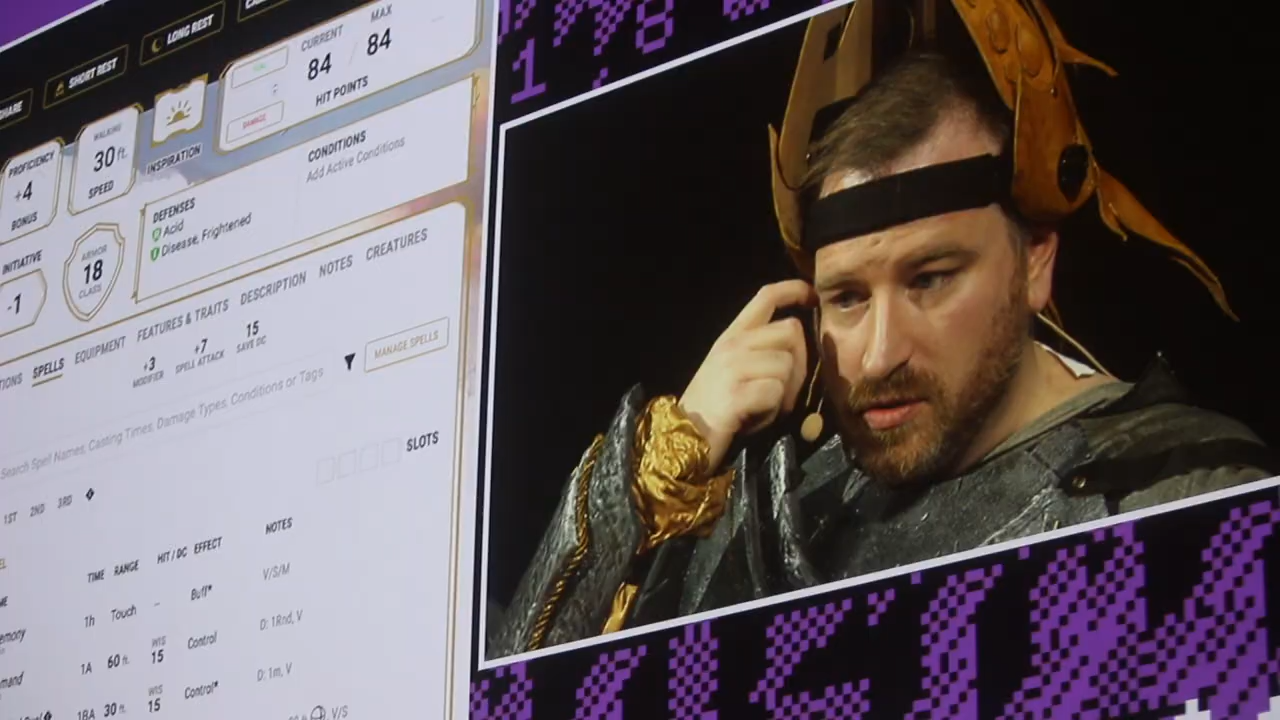 SHARE
SHORT REST
LONG REST
PROFICIENCY
+4
BONUS
WALKING
30 ft.
SPEED
INSPIRATION
CURRENT
MAX
84 / 84
HIT POINTS
DAMAGE
INITIATIVE
-1
ARMOR
18
CLASS
DEFENSES
Acid
Disease, Frightened
CONDITIONS
Add Active Conditions
SPELLS
EQUIPMENT
FEATURES & TRAITS
DESCRIPTION
NOTES
CREATURES
+3
MODIFIER
+7
SPELL ATTACK
15
SAVE DC
MANAGE SPELLS
Search Spell Names, Casting Times, Damage Types, Conditions or Tags
SLOTS
1ST 2ND 3RD
TIME RANGE HIT / DC EFFECT NOTES
1h Touch -- Buff* V/S/M
1A 60 ft. WIS 15 Control D: 1Rnd, V
1BA 30 ft. WIS 15 Control* D: 1m, V
V/S